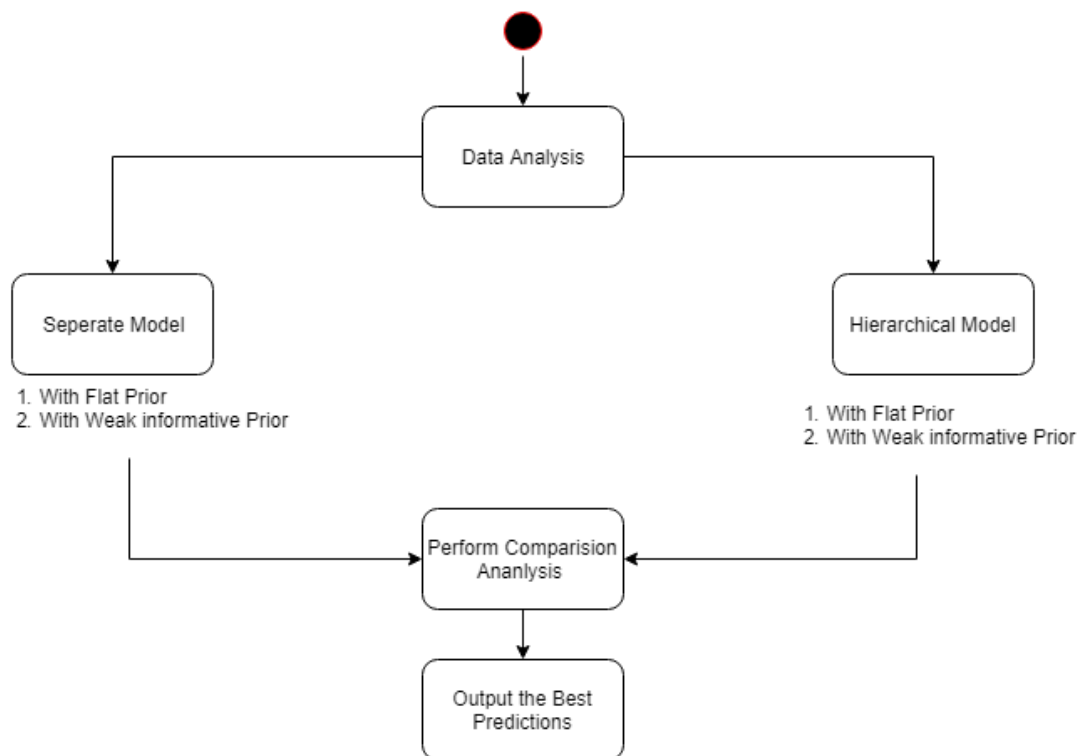 Data Analysis
Seperate Model
1. With Flat Prior
2. With Weak informative Prior
Hierarchical Model
1. With Flat Prior
2. With Weak informative Prior
Perform Comparision
Ananlysis
Output the Best
Predictions